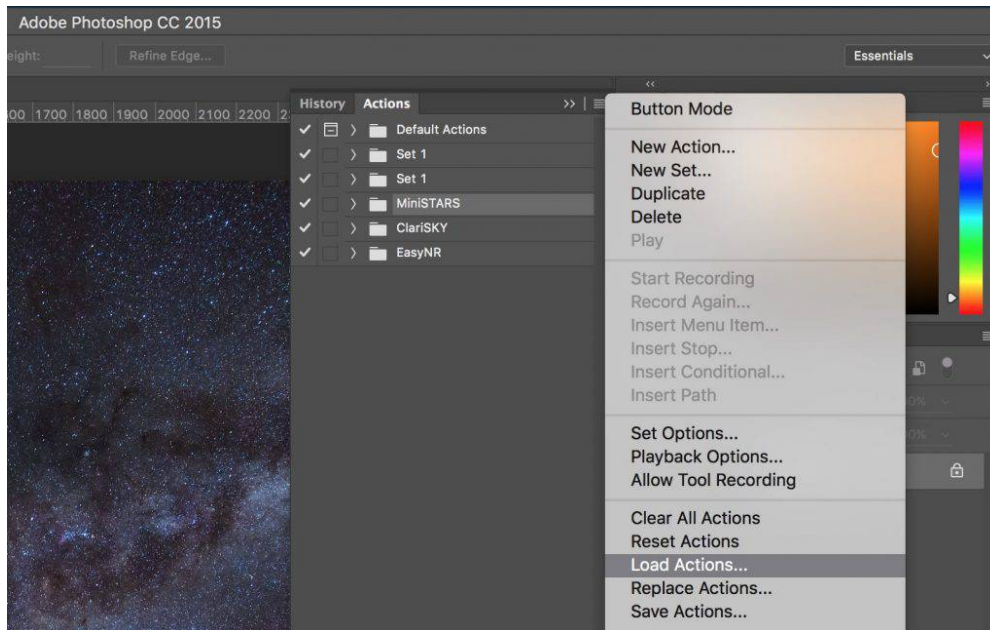 Adobe Photoshop CC 2015
eight:
Refine Edge...
Essentials
1700 1800 1900 2000 2100 2200
History
Actions
Default Actions
Set 1
Set 1
MiniSTARS
ClariSKY
EasyNR
Button Mode
New Action...
New Set...
Duplicate
Delete
Play
Start Recording
Record Again...
Insert Menu Item...
Insert Stop...
Insert Conditional...
Insert Path
Set Options...
Playback Options...
Allow Tool Recording
Clear All Actions
Reset Actions
Load Actions...
Replace Actions...
Save Actions...